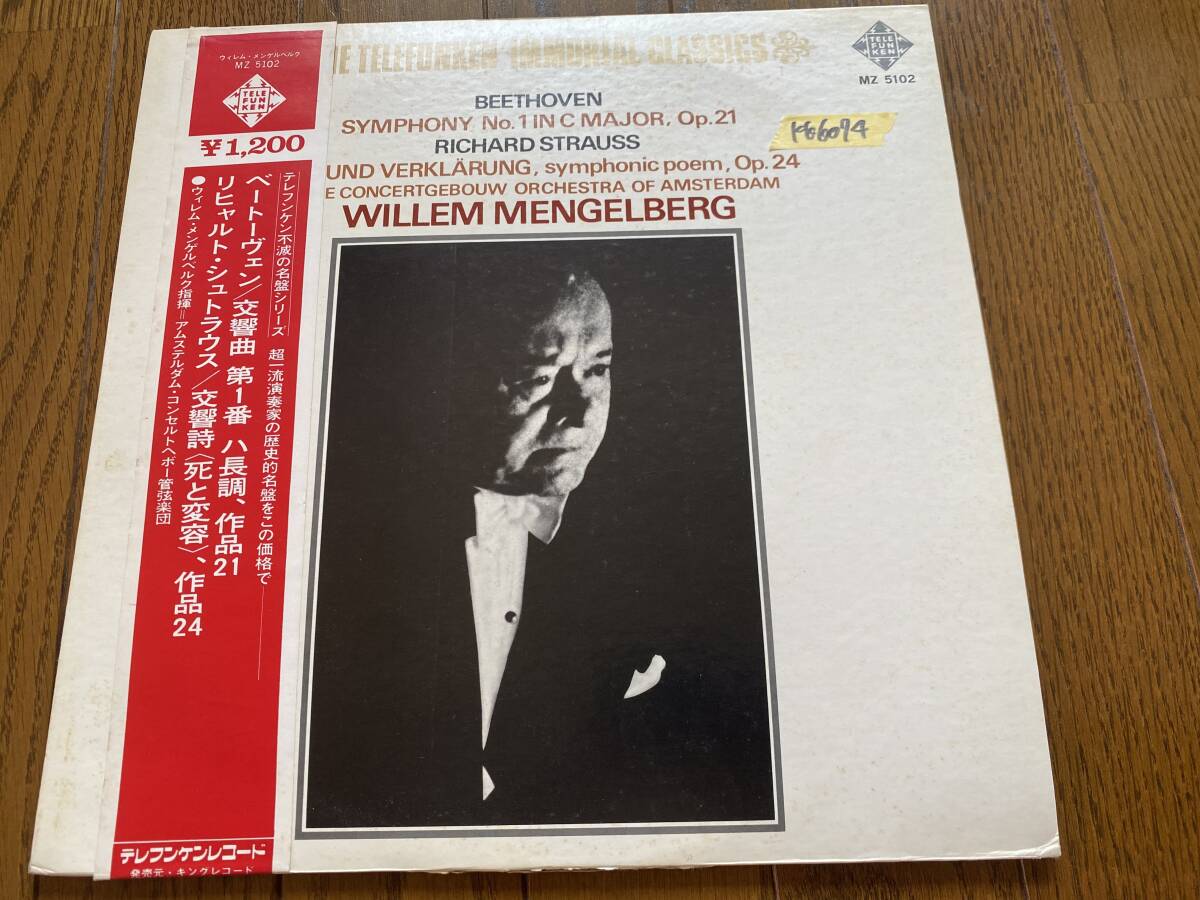 ウィレム・メンゲルベルク
MZ 5102
TELE
FUN
KEN
¥1,200
テレフンケン不滅の名盤シリーズ 超一流演奏家の歴史的名盤をこの価格で
ベートーヴェン/交響曲 第1番 ハ長調、作品21
リヒャルト・シュトラウス/交響詩〈死と変容〉、作品24
●ウィレム・メンゲルベルク指揮=アムステルダム・コンセルトヘボー管弦楽団
テレフンケンレコード
発売元・キングレコード
E TELEFUNKEN IMMORTAL CLASSICS
TELE
FUN
KEN
MZ 5102
BEETHOVEN
SYMPHONY No.1 IN C MAJOR, Op.21
RICHARD STRAUSS
UND VERKLÄRUNG, symphonic poem, Op.24
E CONCERTGEBOUW ORCHESTRA OF AMSTERDAM
WILLEM MENGELBERG